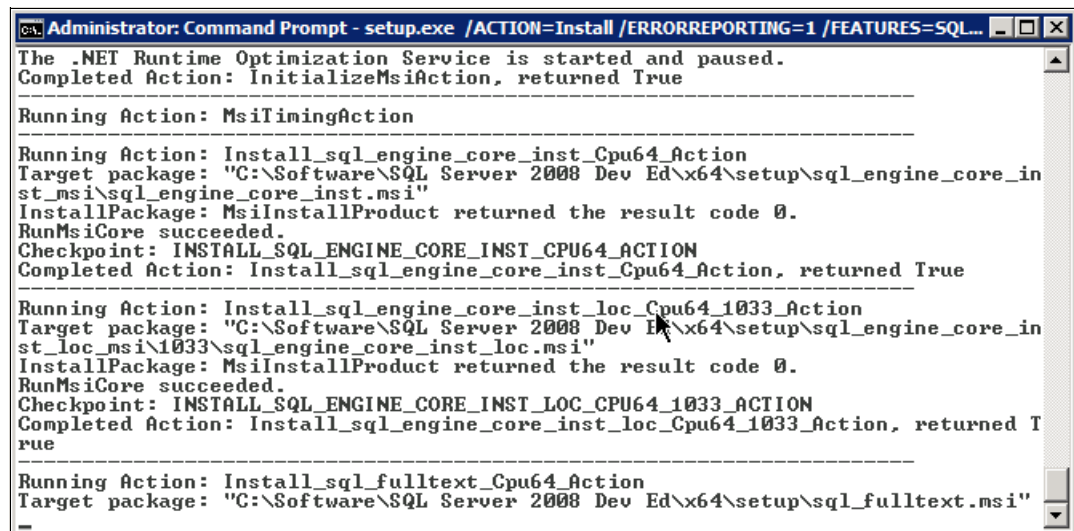 Administrator: Command Prompt - setup.exe /ACTION=Install /ERRORREPORTING=1 /FEATURES=SQL...
The .NET Runtime Optimization Service is started and paused.
Completed Action: InitializeMsiAction, returned True
Running Action: MsiTimingAction
Running Action: Install_sql_engine_core_inst_Cpu64_Action
Target package: "C:\Software\SQL Server 2008 Dev Ed\x64\setup\sql_engine_core_in
st_msi\sql_engine_core_inst.msi"
InstallPackage: MsiInstallProduct returned the result code 0.
RunMsiCore succeeded.
Checkpoint: INSTALL_SQL_ENGINE_CORE_INST_CPU64_ACTION
Completed Action: Install_sql_engine_core_inst_Cpu64_Action, returned True
Running Action: Install_sql_engine_core_inst_loc_Cpu64_1033_Action
Target package: "C:\Software\SQL Server 2008 Dev Ed\x64\setup\sql_engine_core_in
st_loc_msi\1033\sql_engine_core_inst_loc.msi"
InstallPackage: MsiInstallProduct returned the result code 0.
RunMsiCore succeeded.
Checkpoint: INSTALL_SQL_ENGINE_CORE_INST_LOC_CPU64_1033_ACTION
Completed Action: Install_sql_engine_core_inst_loc_Cpu64_1033_Action, returned T
rue
Running Action: Install_sql_fulltext_Cpu64_Action
Target package: "C:\Software\SQL Server 2008 Dev Ed\x64\setup\sql_fulltext.msi"